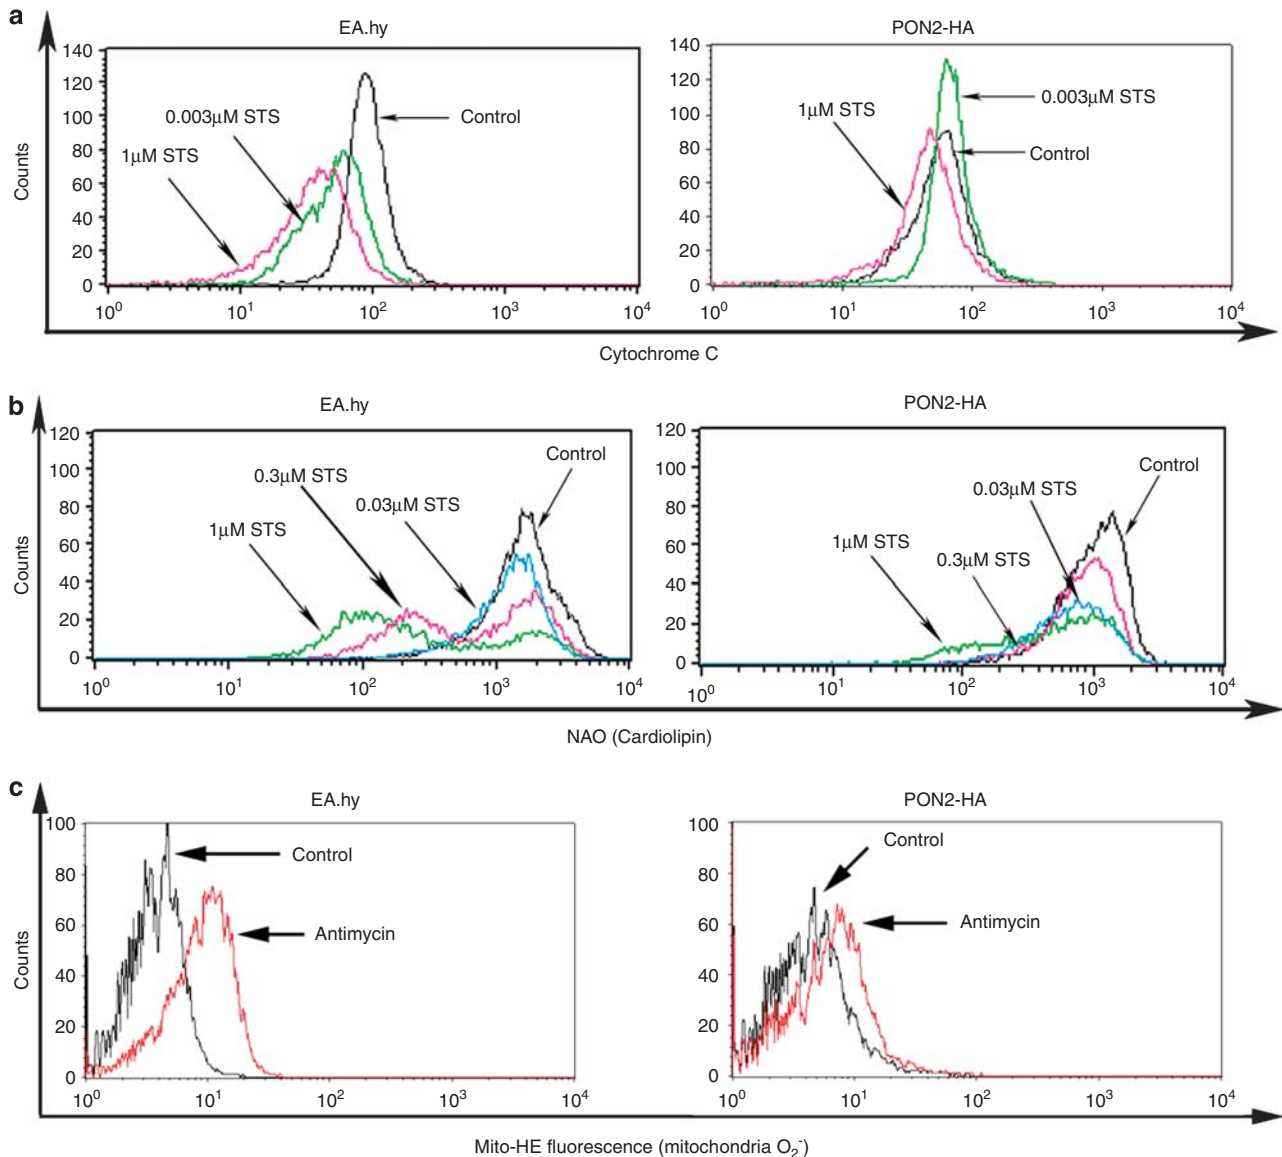 a
EA.hy
PON2-HA
Counts
140
120
100
80
60
40
20
0
10^0 10^1 10^2 10^3 10^4
0.003μM STS
1μM STS
Control
140
120
100
80
60
40
20
0
10^0 10^1 10^2 10^3 10^4
1μM STS
0.003μM STS
Control
Cytochrome C
b
EA.hy
PON2-HA
Counts
120
100
80
60
40
20
0
10^0 10^1 10^2 10^3 10^4
Control
0.3μM STS
0.03μM STS
1μM STS
120
100
80
60
40
20
0
10^0 10^1 10^2 10^3 10^4
Control
0.03μM STS
1μM STS
0.3μM STS
NAO (Cardiolipin)
c
EA.hy
PON2-HA
Counts
100
80
60
40
20
0
10^0 10^1 10^2 10^3 10^4
Control
Antimycin
100
80
60
40
20
0
10^0 10^1 10^2 10^3 10^4
Control
Antimycin
Mito-HE fluorescence (mitochondria O₂⁻)